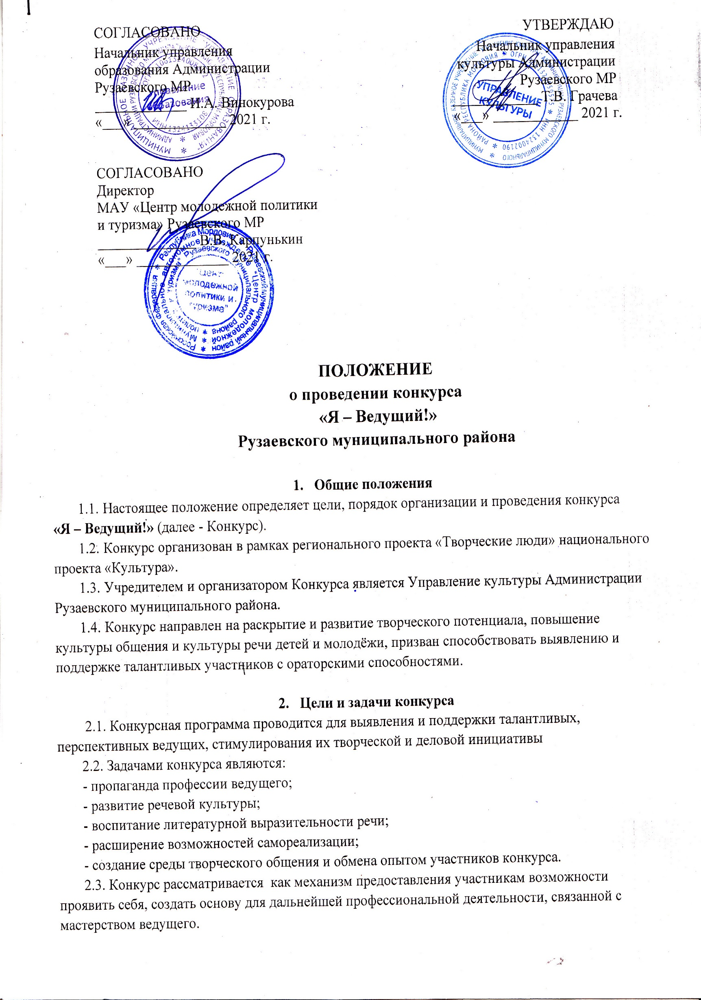 СОГЛАСОВАНО
Начальник управления
образования Администрации
Рузаевского МР
_____________ И.А. Винокурова
«___» _____________ 2021 г.
УТВЕРЖДАЮ
Начальник управления
культуры Администрации
Рузаевского МР
____________ Т.В. Грачева
«___» ____________ 2021 г.
управление
образования
УПРАВЛЕНИЕ
КУЛЬТУРЫ
СОГЛАСОВАНО
Директор
МАУ «Центр молодежной политики
и туризма» Рузаевского МР
______________ В.В. Карпунькин
«___» _____________ 2021 г.
"Центр
молодежной
политики и
туризма"
ПОЛОЖЕНИЕ
о проведении конкурса
«Я – Ведущий!»
Рузаевского муниципального района
1. Общие положения
1.1. Настоящее положение определяет цели, порядок организации и проведения конкурса
«Я – Ведущий!» (далее - Конкурс).
1.2. Конкурс организован в рамках регионального проекта «Творческие люди» национального
проекта «Культура».
1.3. Учредителем и организатором Конкурса является Управление культуры Администрации
Рузаевского муниципального района.
1.4. Конкурс направлен на раскрытие и развитие творческого потенциала, повышение
культуры общения и культуры речи детей и молодёжи, призван способствовать выявлению и
поддержке талантливых участников с ораторскими способностями.
2. Цели и задачи конкурса
2.1. Конкурсная программа проводится для выявления и поддержки талантливых,
перспективных ведущих, стимулирования их творческой и деловой инициативы
2.2. Задачами конкурса являются:
- пропаганда профессии ведущего;
- развитие речевой культуры;
- воспитание литературной выразительности речи;
- расширение возможностей самореализации;
- создание среды творческого общения и обмена опытом участников конкурса.
2.3. Конкурс рассматривается как механизм предоставления участникам возможности
проявить себя, создать основу для дальнейшей профессиональной деятельности, связанной с
мастерством ведущего.